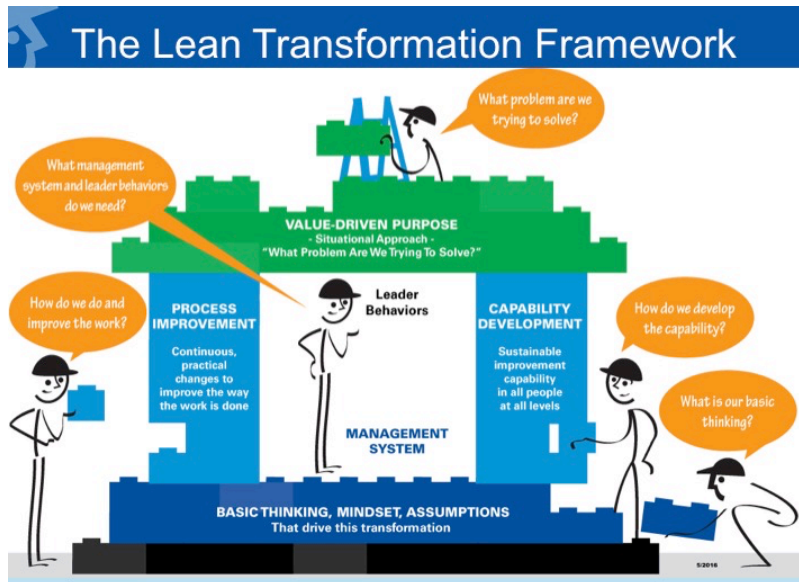 The Lean Transformation Framework
What problem are we
trying to solve?
What management
system and leader behaviors
do we need?
VALUE-DRIVEN PURPOSE
- Situational Approach -
"What Problem Are We Trying To Solve?"
How do we do and
improve the work?
PROCESS
IMPROVEMENT
Continuous,
practical
changes to
improve the way
the work is done
Leader
Behaviors
MANAGEMENT
SYSTEM
CAPABILITY
DEVELOPMENT
Sustainable
improvement
capability
in all people
at all levels
How do we develop
the capability?
What is our basic
thinking?
BASIC THINKING, MINDSET, ASSUMPTIONS
That drive this transformation
5/2016